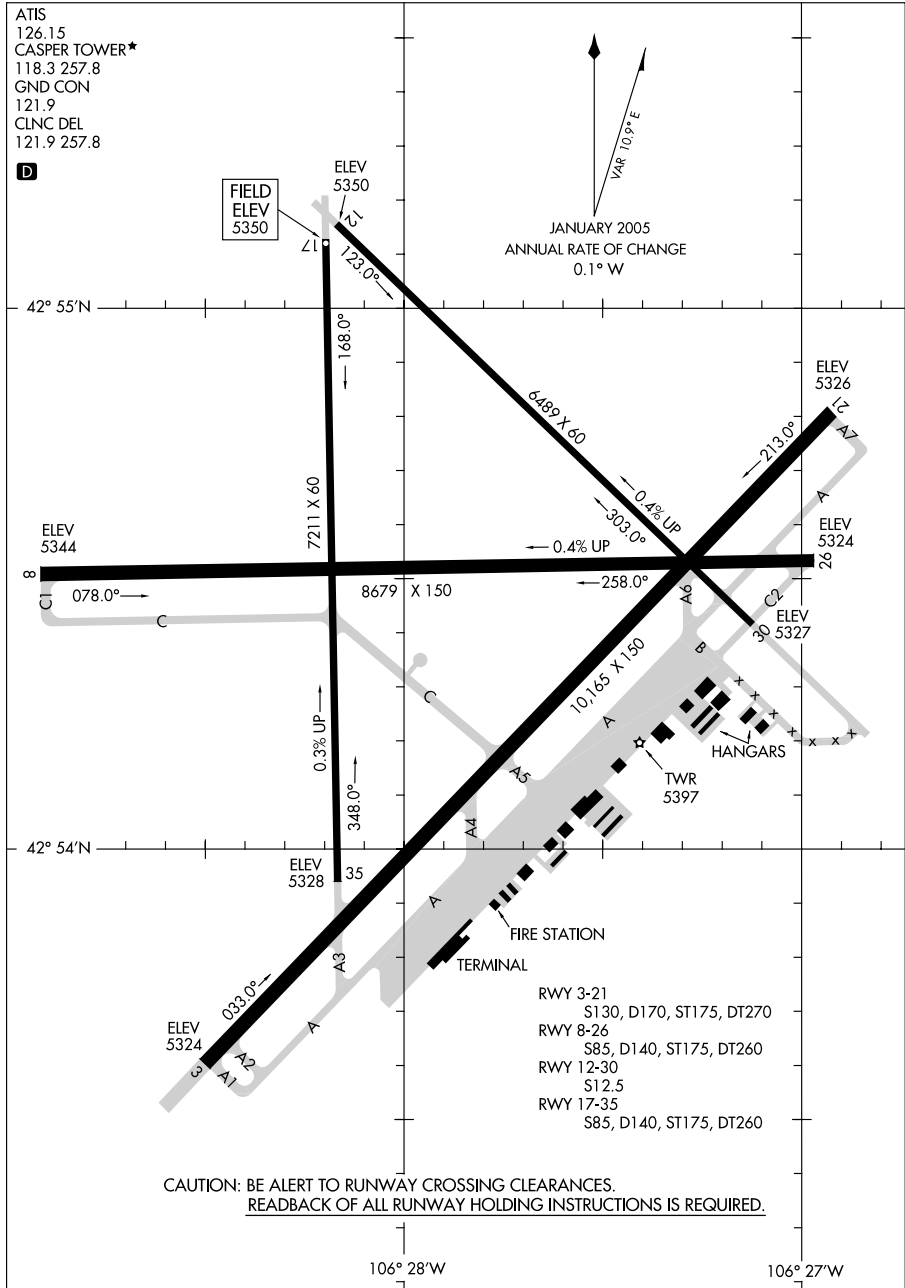 ATIS
126.15
CASPER TOWER★
118.3 257.8
GND CON
121.9
CLNC DEL
121.9 257.8
D
FIELD
ELEV
5350
ELEV
5350
12
17
123.0°
168.0°
VAR 10.9° E
JANUARY 2005
ANNUAL RATE OF CHANGE
0.1° W
42° 55'N
ELEV
5326
21
A7
213.0°
6489 X 60
7211 X 60
0.4% UP
303.0°
A
ELEV
5344
8
C1
078.0°
C
0.4% UP
258.0°
8679 X 150
ELEV
5324
26
A6
C2
ELEV
5327
30
B
10,165 X 150
C
A
A5
x x x x x x
HANGARS
TWR
5397
0.3% UP
348.0°
A4
42° 54'N
ELEV
5328
35
A
FIRE STATION
TERMINAL
A3
033.0°
A
ELEV
5324
3
A2
A1
RWY 3-21
S130, D170, ST175, DT270
RWY 8-26
S85, D140, ST175, DT260
RWY 12-30
S12.5
RWY 17-35
S85, D140, ST175, DT260
CAUTION: BE ALERT TO RUNWAY CROSSING CLEARANCES.
READBACK OF ALL RUNWAY HOLDING INSTRUCTIONS IS REQUIRED.
106° 28'W
106° 27'W